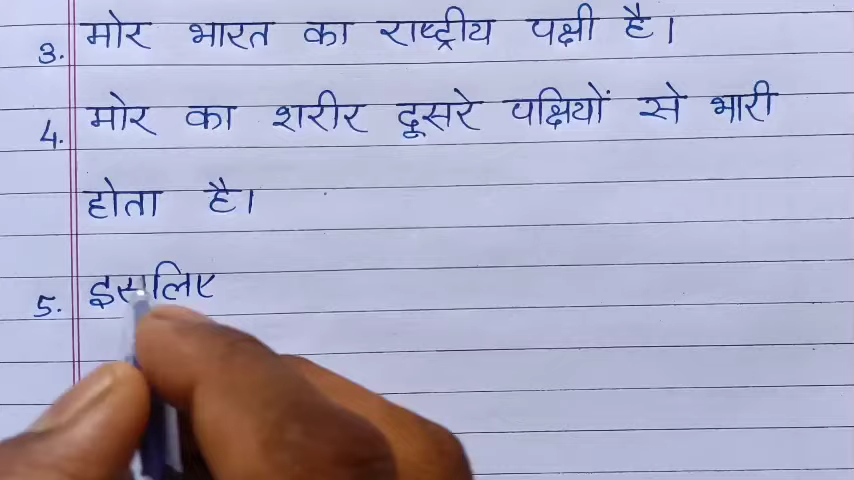 3. मोर भारत का राष्ट्रीय पक्षी है।
4. मोर का शरीर दूसरे पक्षियों से भारी
होता है।
5. इसलिए